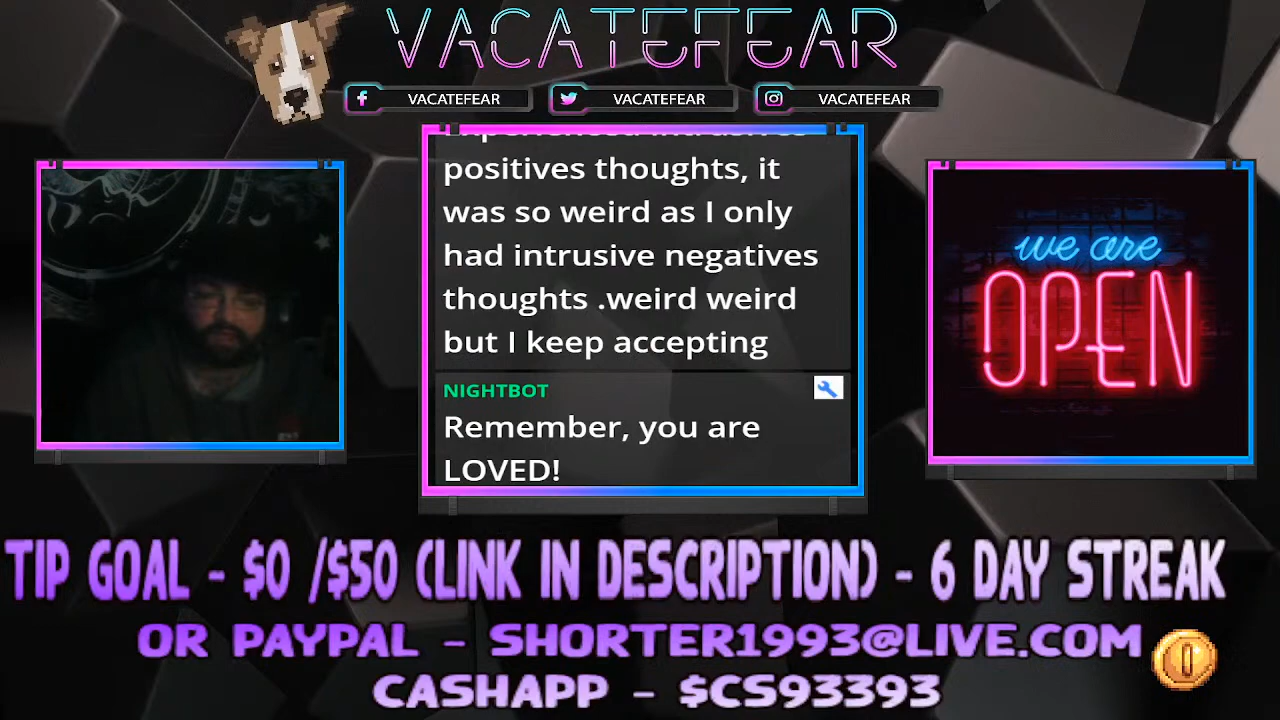 VACATEFEAR
VACATEFEAR VACATEFEAR VACATEFEAR
positives thoughts, it
was so weird as I only
had intrusive negatives
thoughts .weird weird
but I keep accepting
NIGHTBOT
Remember, you are
LOVED!
we are
OPEN
TIP GOAL - $0 /$50 (LINK IN DESCRIPTION) - 6 DAY STREAK
OR PAYPAL - SHORTER1993@LIVE.COM
CASHAPP - $CS93393